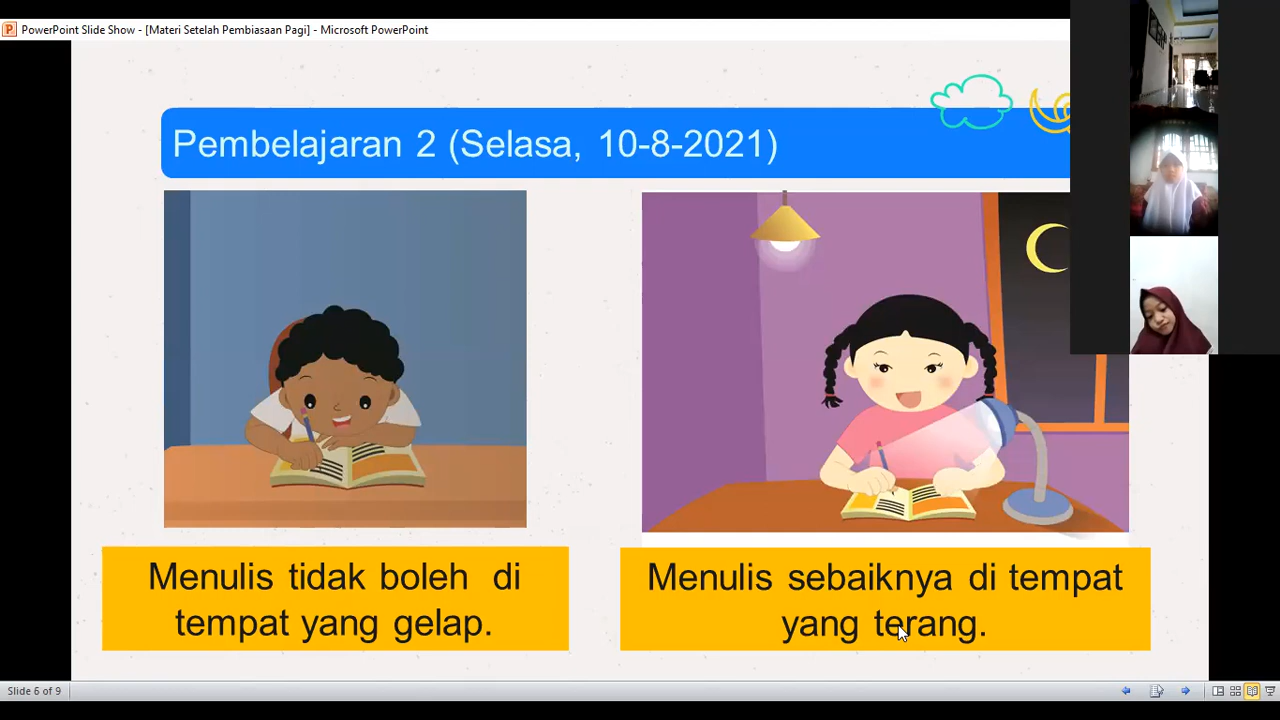 PowerPoint Slide Show - [Materi Setelah Pembiasaan Pagi] - Microsoft PowerPoint
Pembelajaran 2 (Selasa, 10-8-2021)
Menulis tidak boleh di
tempat yang gelap.
Menulis sebaiknya di tempat
yang terang.
Slide 6 of 9